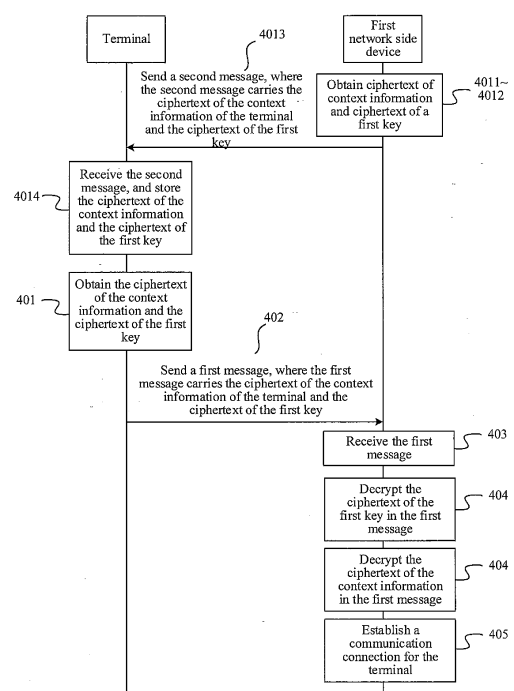 Terminal
4013
First
network side
device
Send a second message, where
the second message carries the
ciphertext of the context
information of the terminal
and the ciphertext of the first
key
Obtain ciphertext of
context information
and ciphertext of a
first key
4011~
4012
Receive the second
message, and store
the ciphertext of the
context information
and the ciphertext of
the first key
4014
Obtain the ciphertext
of the context
information and the
ciphertext of the first
key
401
402
Send a first message, where the first
message carries the ciphertext of the context
information of the terminal and the
ciphertext of the first key
Receive the first
message
403
Decrypt the
ciphertext of the
first key in the first
message
404
Decrypt the
ciphertext of the
context information
in the first message
404
Establish a
communication
connection for the
terminal
405